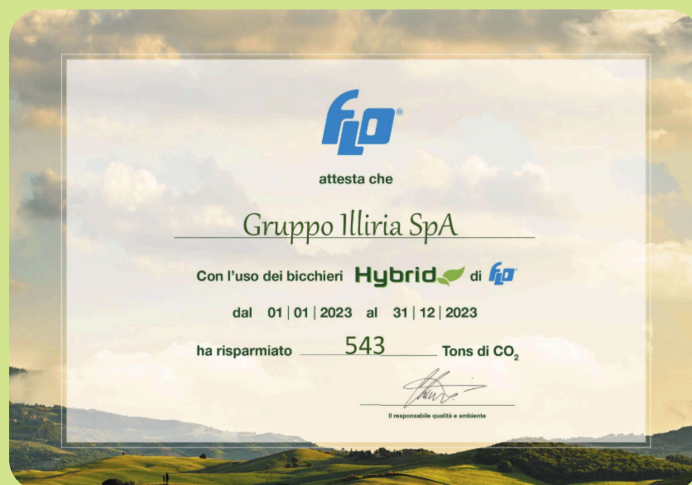 FLO®
attesta che
Gruppo Illiria SpA
Con l'uso dei bicchieri Hybrid di FLO
dal 01 | 01 | 2023 al 31 | 12 | 2023
ha risparmiato 543 Tons di CO₂
Il responsabile qualità e ambiente